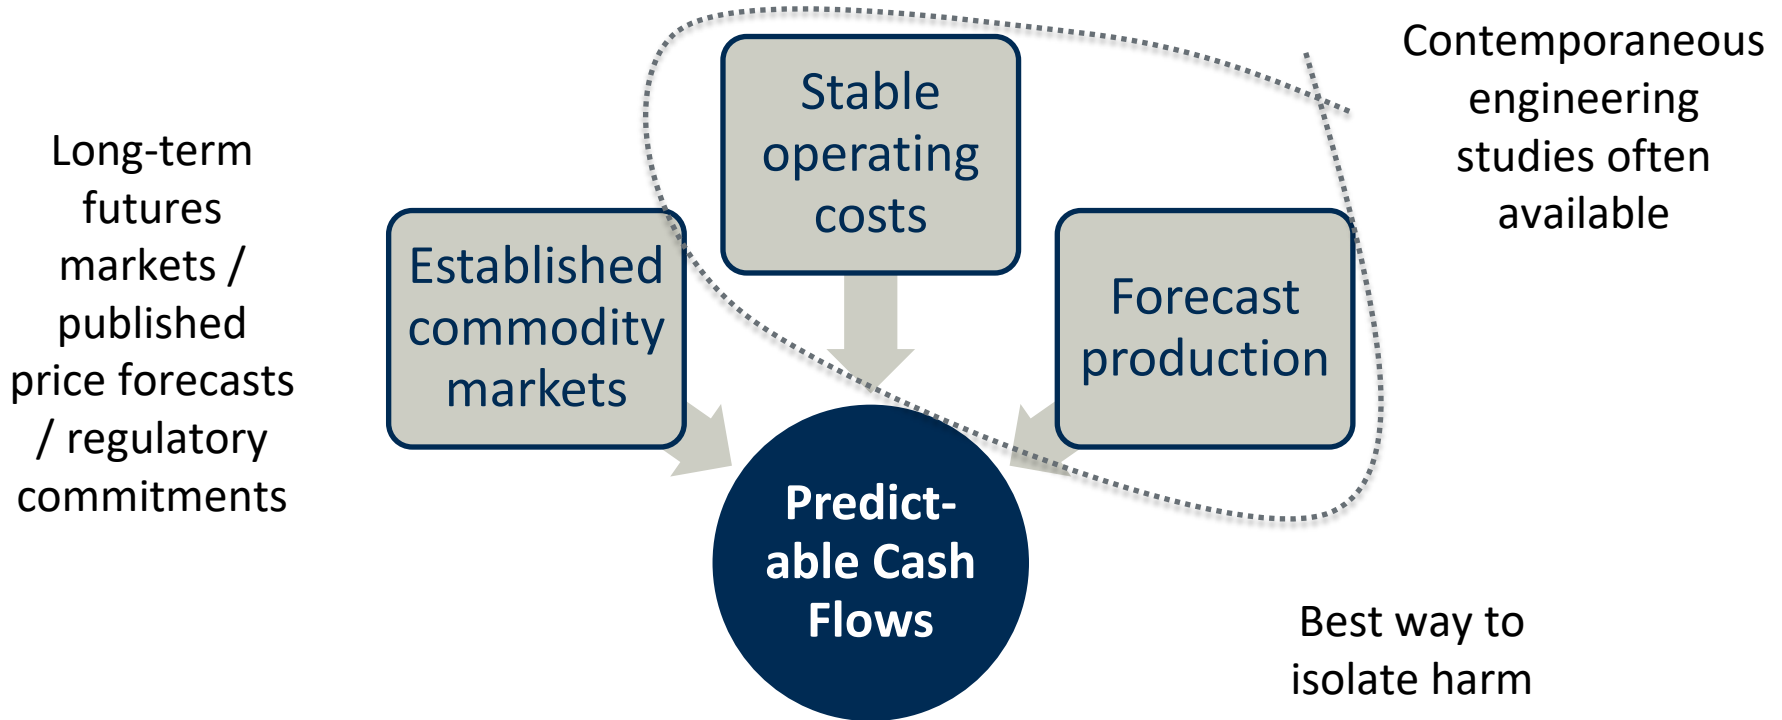 Long-term
futures
markets /
published
price forecasts
/ regulatory
commitments
Established
commodity
markets
Stable
operating
costs
Forecast
production
Contemporaneous
engineering
studies often
available
Predict-
able Cash
Flows
Best way to
isolate harm